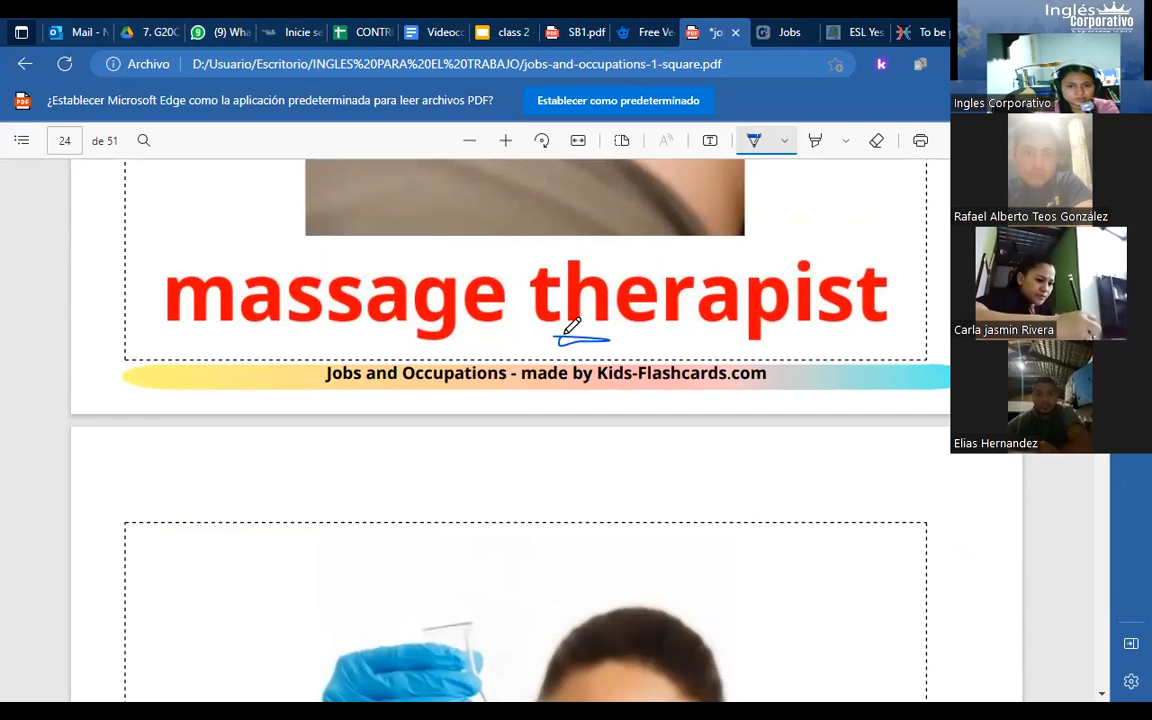 Mail - N
7. G20C
(9) Wha
Inicie se
CONTR
Videoco
class 2
SB1.pdf
Free Ve
*jo
Jobs
ESL Yes
To be p
Archivo
D:/Usuario/Escritorio/INGLES%20PARA%20EL%20TRABAJO/jobs-and-occupations-1-square.pdf
k
¿Establecer Microsoft Edge como la aplicación predeterminada para leer archivos PDF?
Establecer como predeterminado
24 de 51
massage therapist
Jobs and Occupations - made by Kids-Flashcards.com
Inglés
Corporativo
Ingles Corporativo
Rafael Alberto Teos González
Carla jasmin Rivera
Elias Hernandez